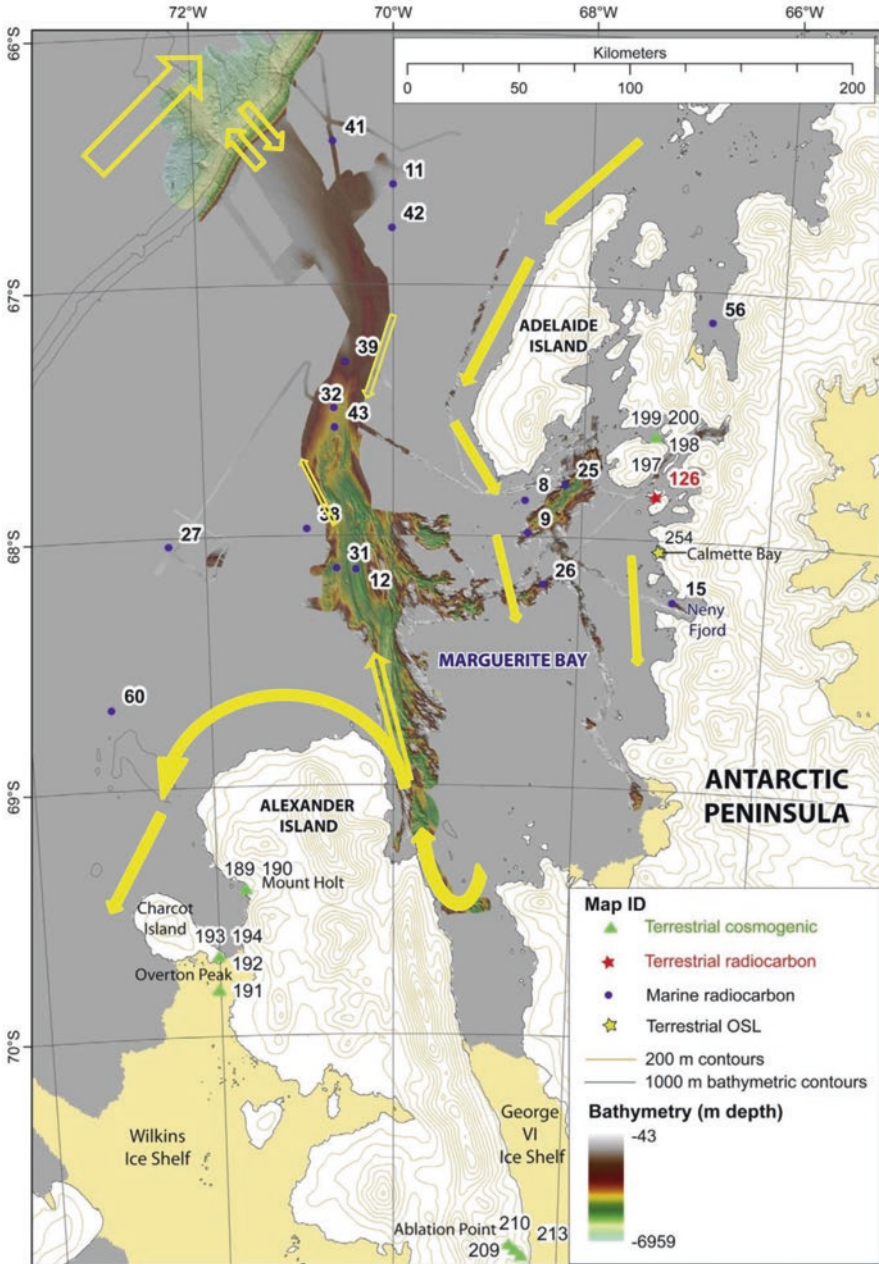 72°W
70°W
68°W
66°W
66°S
67°S
68°S
69°S
70°S
Kilometers
0 50 100 200
41
11
42
56
ADELAIDE
ISLAND
39
32
43
199 200
198
197
126
25
8
9
38
27
31
12
26
254
Calmette Bay
15
Neny
Fjord
MARGUERITE BAY
60
ANTARCTIC
PENINSULA
ALEXANDER
ISLAND
189 190
Mount Holt
Charcot
Island
193 194
192
Overton Peak
191
Wilkins
Ice Shelf
George
VI
Ice Shelf
Ablation Point
210
213
209
Map ID
Terrestrial cosmogenic
Terrestrial radiocarbon
Marine radiocarbon
Terrestrial OSL
200 m contours
1000 m bathymetric contours
Bathymetry (m depth)
-43
-6959